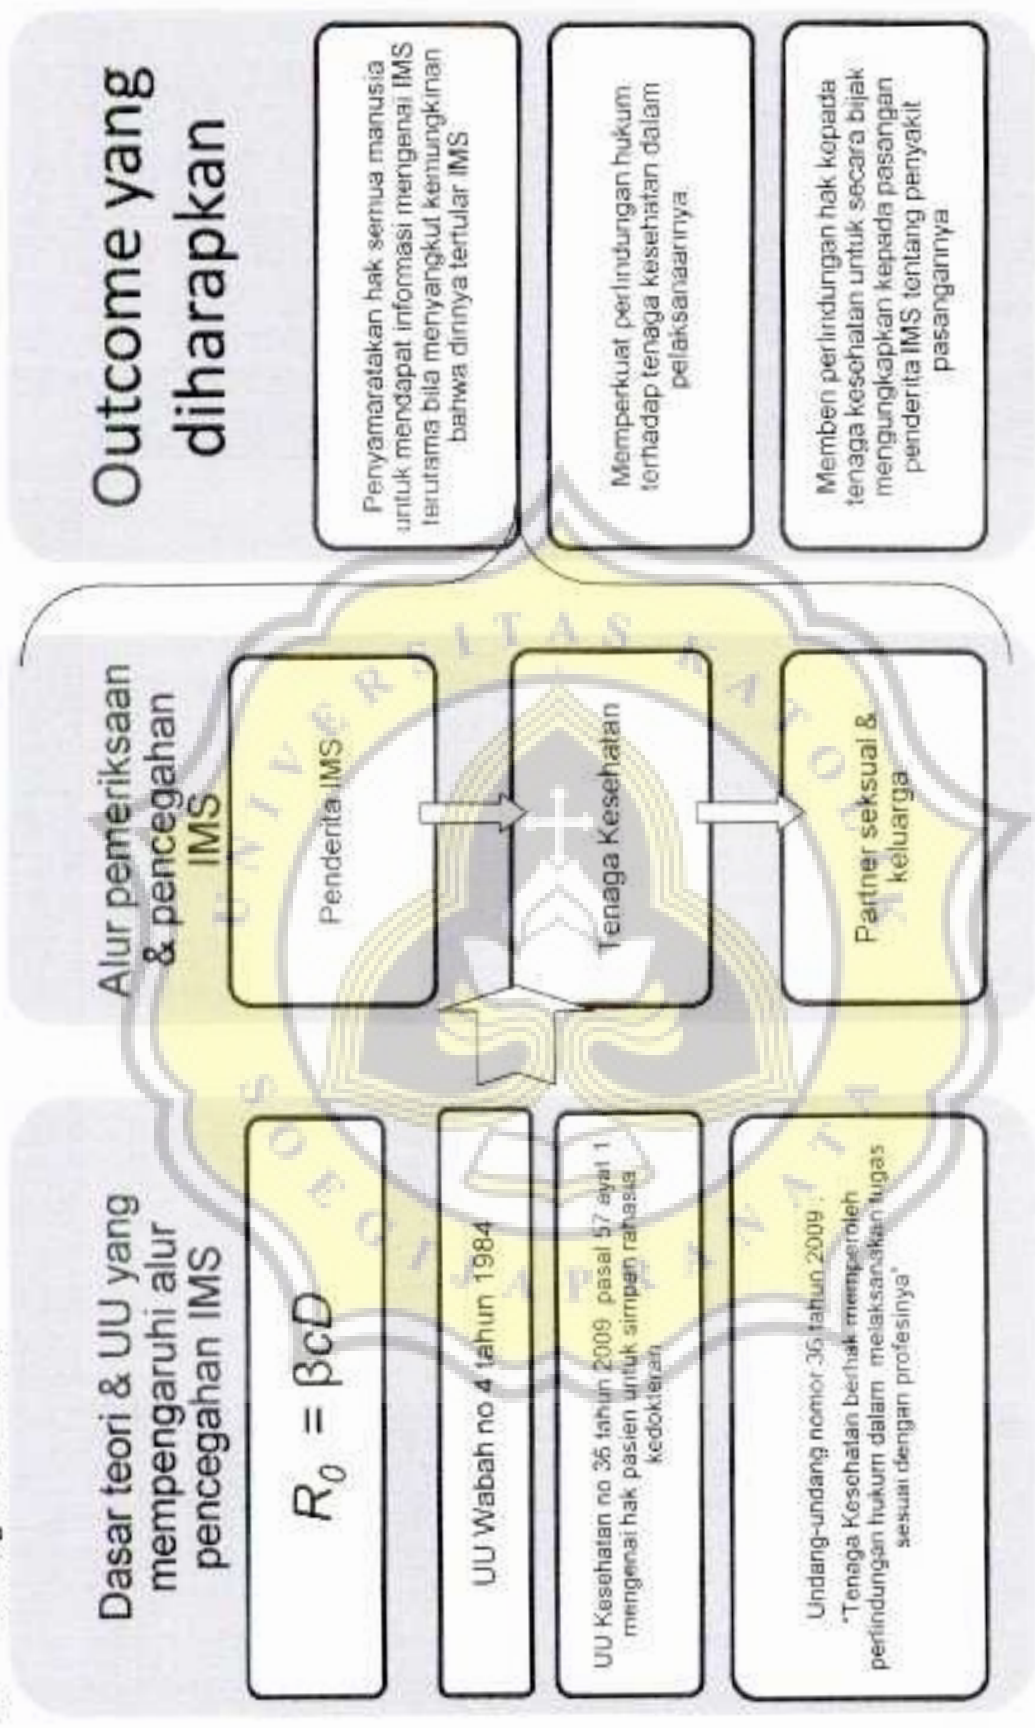 Dasar teori & UU yang
mempengaruhi alur
pencegahan IMS
R₀ = βcD
UU Wabah no 4 tahun 1984
UU Kesehatan no 36 tahun 2009 pasal 57 ayat 1
mengenai hak pasien untuk simpan rahasia
kedokteran
Undang-undang nomor 36 tahun 2009 :
"Tenaga Kesehatan berhak memperoleh
perlindungan hukum dalam melaksanakan tugas
sesuai dengan profesinya"
Alur pemeriksaan
& pencegahan
IMS
Penderita IMS
Tenaga Kesehatan
Partner seksual &
keluarga
Outcome yang
diharapkan
Penyamaratakan hak semua manusia
untuk mendapat informasi mengenai IMS
terutama bila menyangkut kemungkinan
bahwa dirinya tertular IMS
Memperkuat perlindungan hukum
terhadap tenaga kesehatan dalam
pelaksanaannya
Memberi perlindungan hak kepada
tenaga kesehatan untuk secara bijak
mengungkapkan kepada pasangan
penderita IMS tentang penyakit
pasangannya
UNIVERSITAS KATOLIK
SOEGIJAPRANATA